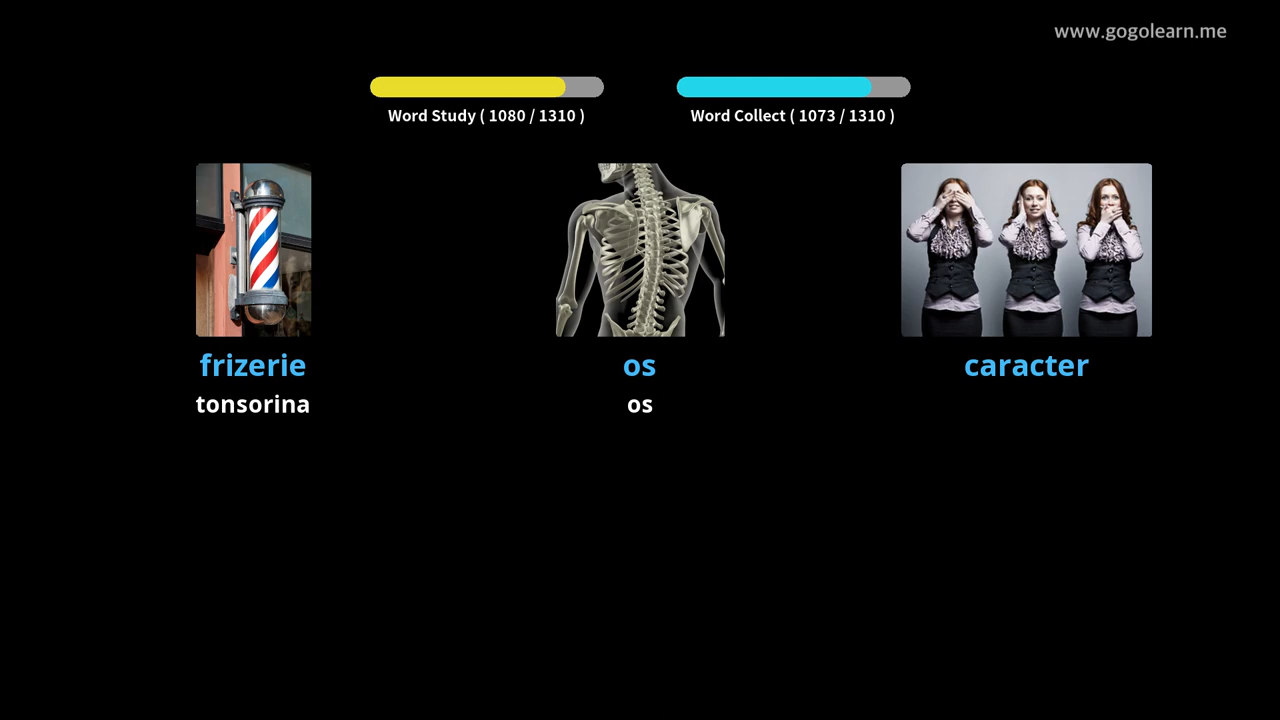 www.gogolearn.me
Word Study ( 1080 / 1310 )
Word Collect ( 1073 / 1310 )
frizerie
os
caracter
tonsorina
os